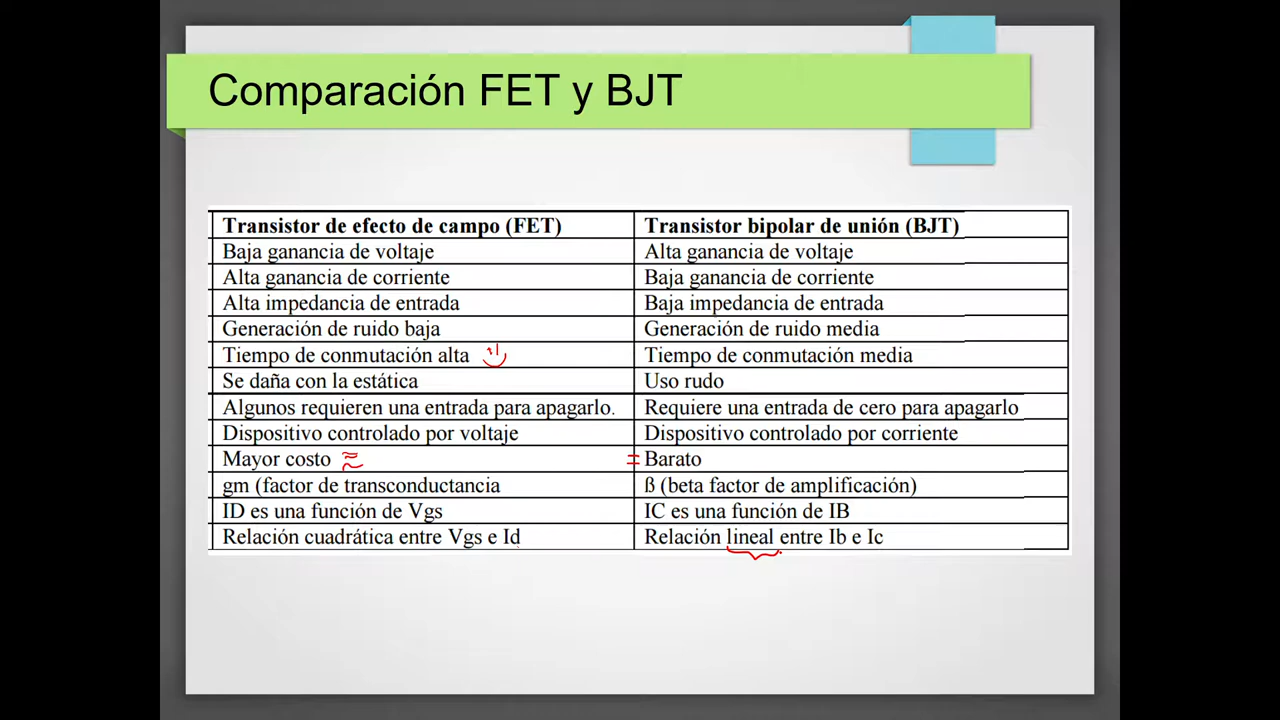 Comparación FET y BJT
Transistor de efecto de campo (FET) Transistor bipolar de unión (BJT)
Baja ganancia de voltaje Alta ganancia de voltaje
Alta ganancia de corriente Baja ganancia de corriente
Alta impedancia de entrada Baja impedancia de entrada
Generación de ruido baja Generación de ruido media
Tiempo de conmutación alta Tiempo de conmutación media
Se daña con la estática Uso rudo
Algunos requieren una entrada para apagarlo. Requiere una entrada de cero para apagarlo
Dispositivo controlado por voltaje Dispositivo controlado por corriente
Mayor costo Barato
gm (factor de transconductancia ß (beta factor de amplificación)
ID es una función de Vgs IC es una función de IB
Relación cuadrática entre Vgs e Id Relación lineal entre Ib e Ic